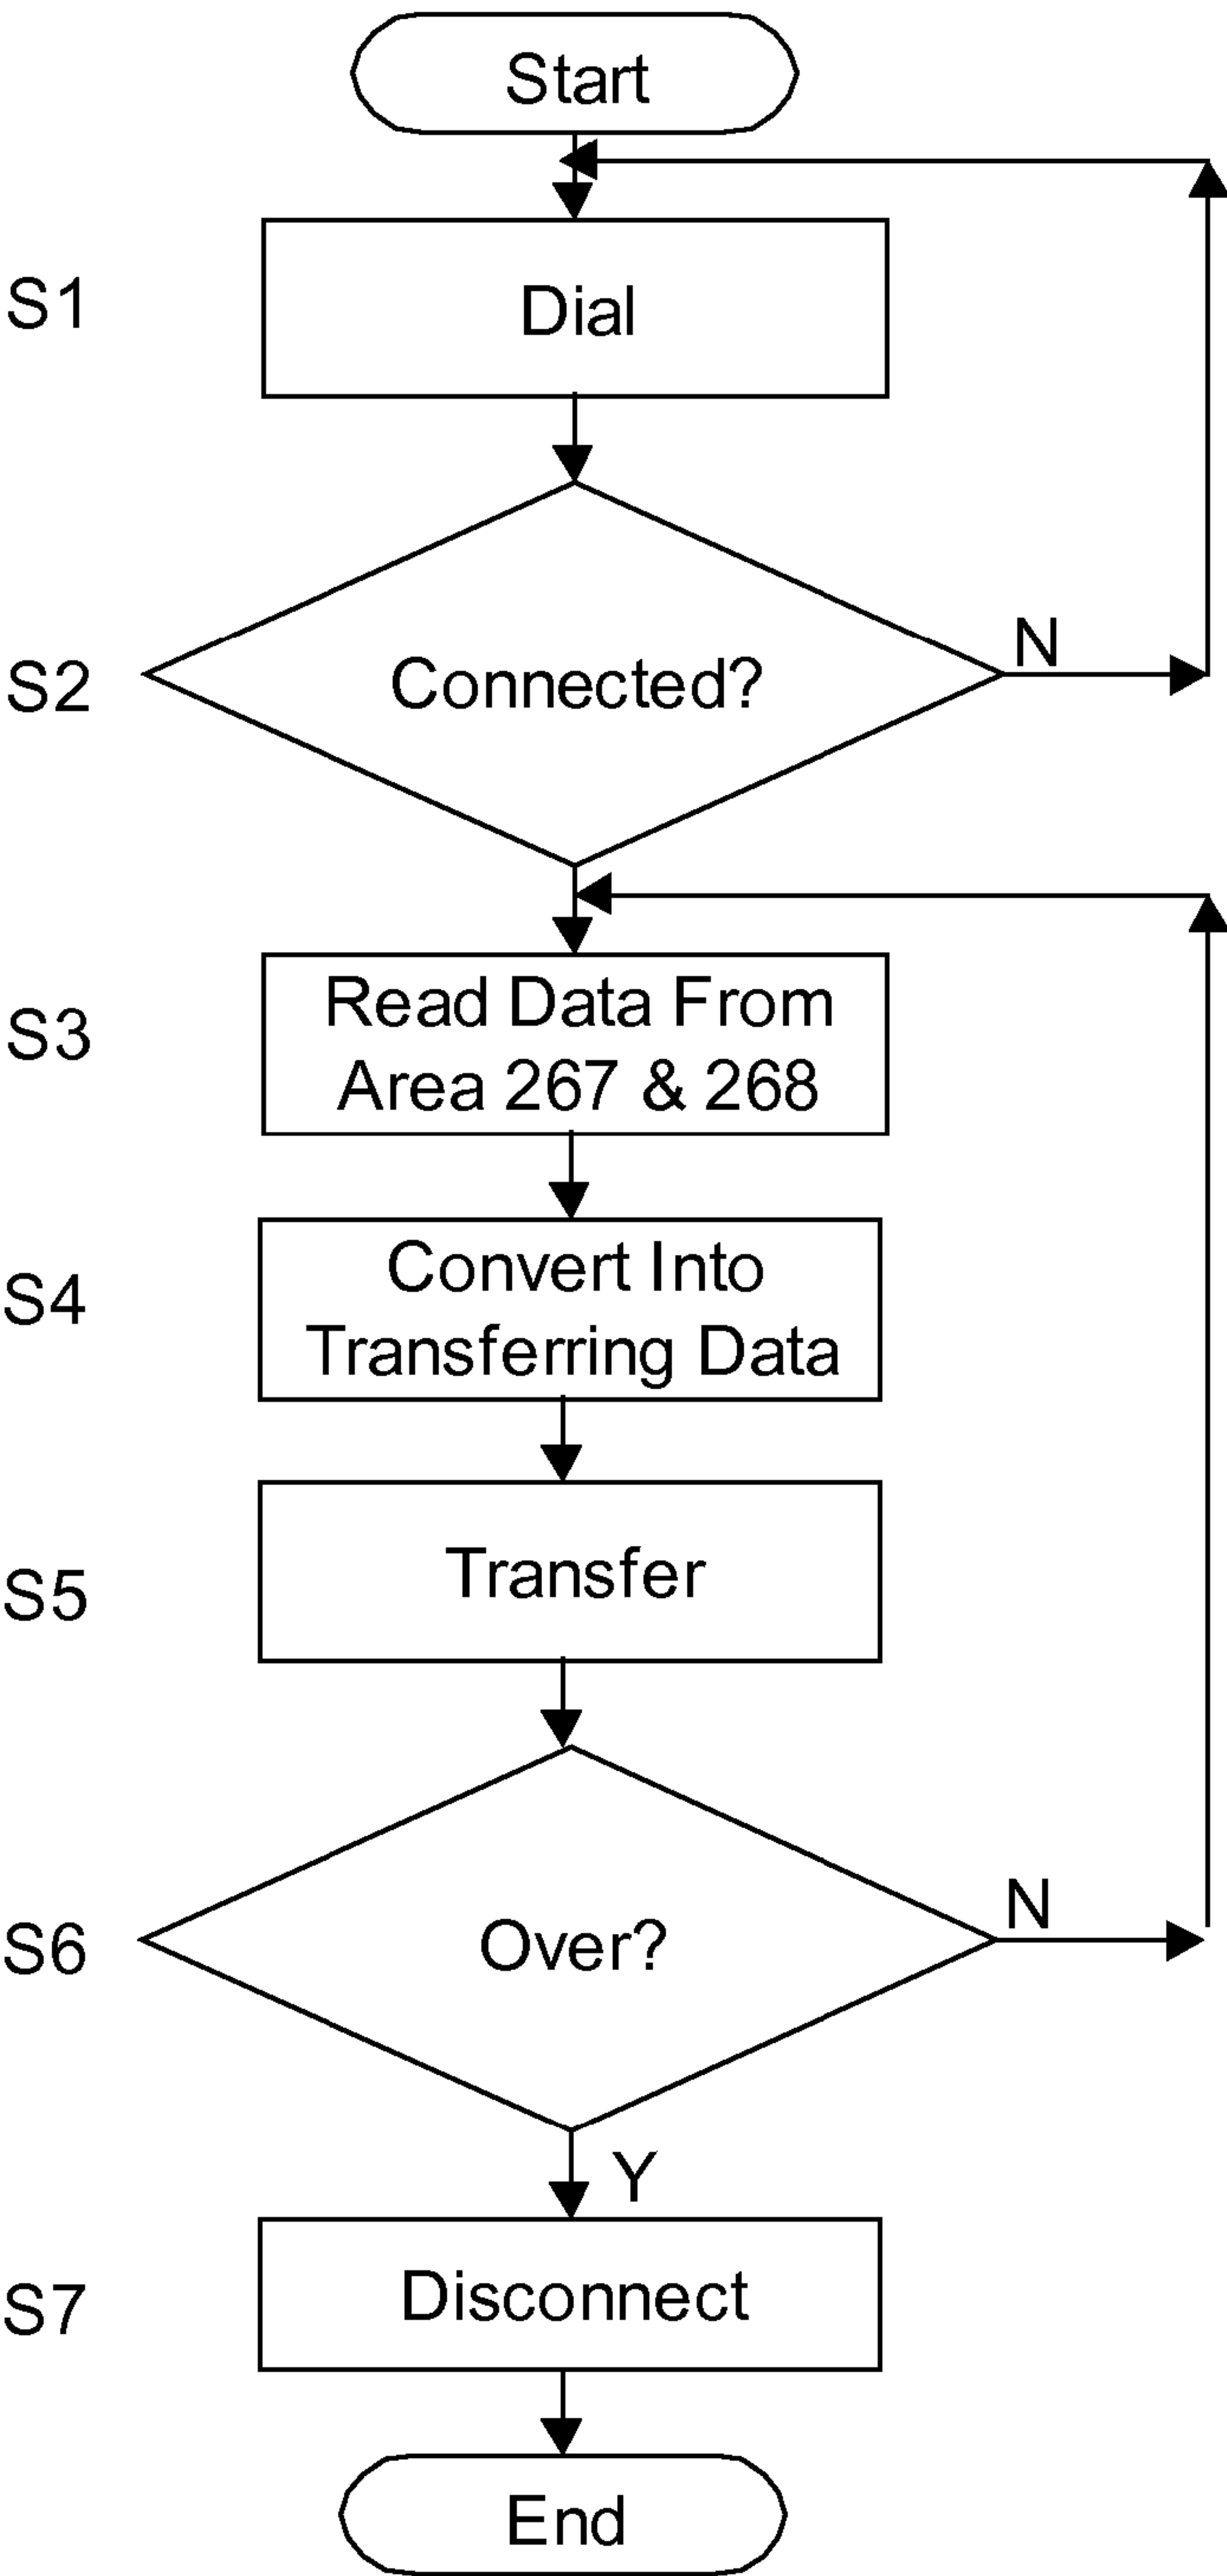 Start
S1
Dial
S2
Connected?
N
S3
Read Data From
Area 267 & 268
S4
Convert Into
Transferring Data
S5
Transfer
S6
Over?
N
Y
S7
Disconnect
End